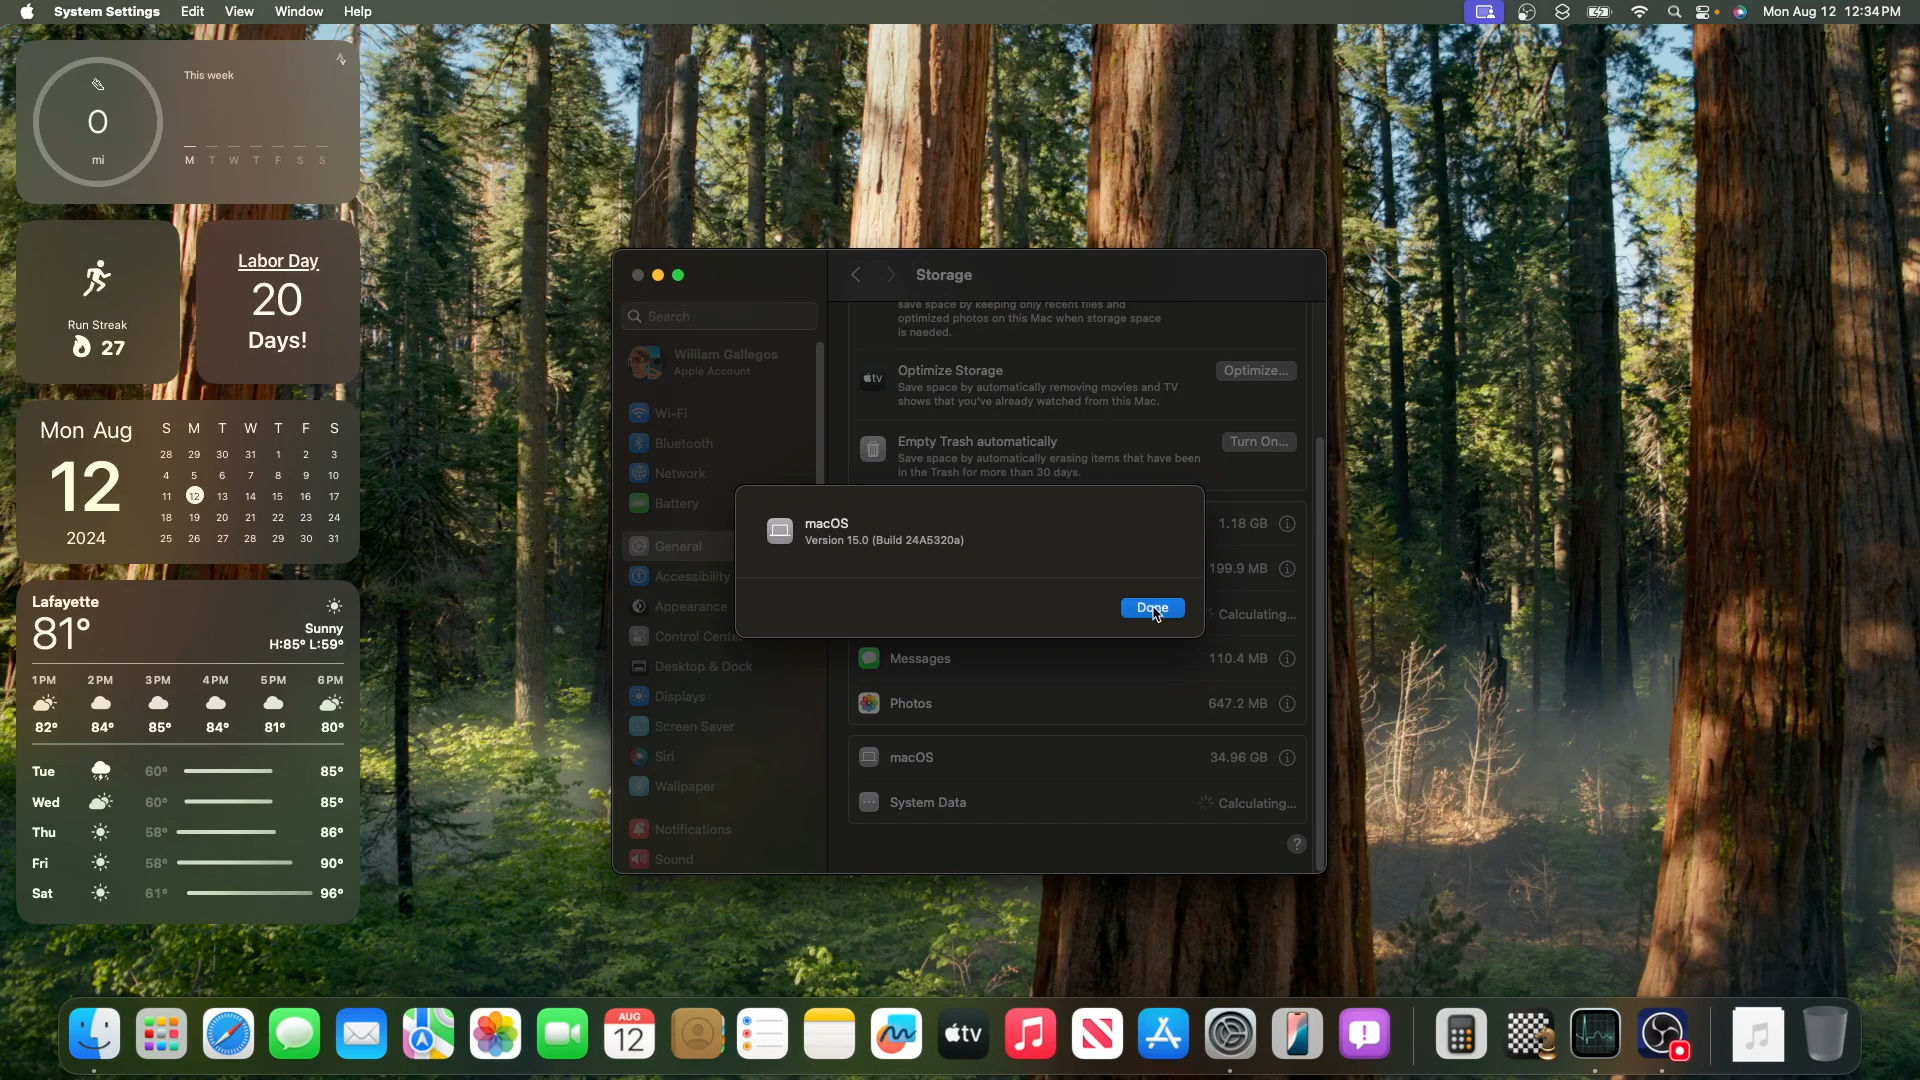 System Settings Edit View Window Help
Mon Aug 12 12:34 PM
This week
0
mi
M T W T F S S
Run Streak
27
Labor Day
20
Days!
Mon Aug
12
2024
S M T W T F S
28 29 30 31 1 2 3
4 5 6 7 8 9 10
11 12 13 14 15 16 17
18 19 20 21 22 23 24
25 26 27 28 29 30 31
Lafayette
81°
Sunny
H:85° L:59°
1PM 2PM 3PM 4PM 5PM 6PM
82° 84° 85° 84° 81° 80°
Tue 60° 85°
Wed 60° 85°
Thu 58° 86°
Fri 58° 90°
Sat 61° 96°
Search
William Gallegos
Apple Account
Wi-Fi
Bluetooth
Network
Battery
General
Accessibility
Appearance
Control Cente
Desktop & Dock
Displays
Screen Saver
Siri
Wallpaper
Notifications
Sound
Storage
save space by keeping only recent files and
optimized photos on this Mac when storage space
is needed.
tv
Optimize Storage
Optimize...
Save space by automatically removing movies and TV
shows that you've already watched from this Mac.
Empty Trash automatically
Turn On...
Save space by automatically erasing items that have been
in the Trash for more than 30 days.
1.18 GB
199.9 MB
Calculating...
macOS
Version 15.0 (Build 24A5320a)
Done
Messages 110.4 MB
Photos 647.2 MB
macOS 34.96 GB
System Data Calculating...
?
AUG
12
tv